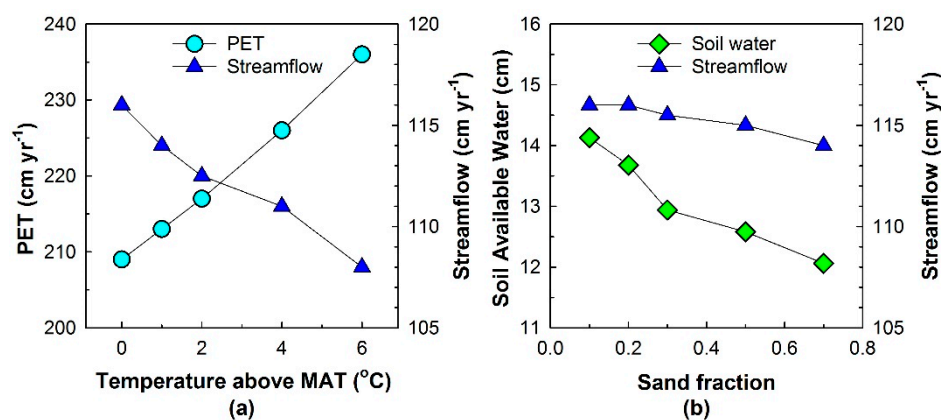 240
230
220
210
200
PET (cm yr-1)
PET
Streamflow
120
115
110
105
Streamflow (cm yr-1)
0 2 4 6
Temperature above MAT (oC)
(a)
16
15
14
13
12
11
Soil Available Water (cm)
Soil water
Streamflow
120
115
110
105
Streamflow (cm yr-1)
0.0 0.2 0.4 0.6 0.8
Sand fraction
(b)